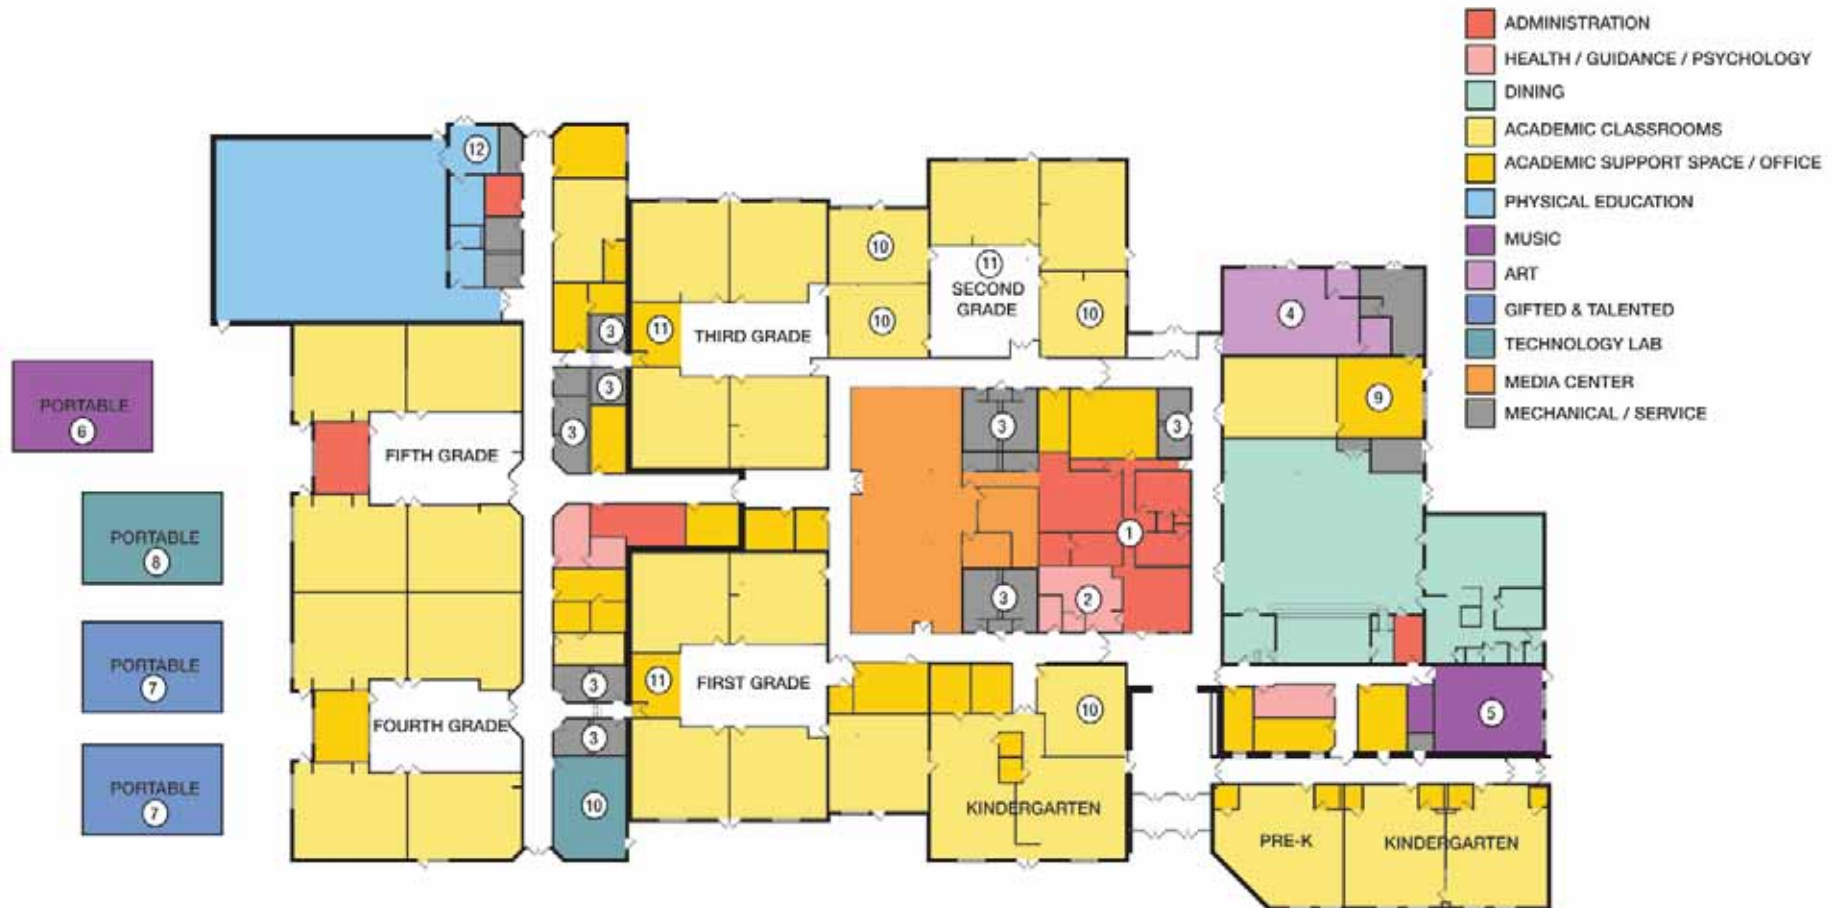 ADMINISTRATION
HEALTH / GUIDANCE / PSYCHOLOGY
DINING
ACADEMIC CLASSROOMS
ACADEMIC SUPPORT SPACE / OFFICE
PHYSICAL EDUCATION
MUSIC
ART
GIFTED & TALENTED
TECHNOLOGY LAB
MEDIA CENTER
MECHANICAL / SERVICE
12
10
11
SECOND
GRADE
10
10
4
3
11
THIRD GRADE
3
9
PORTABLE
6
3
3
3
FIFTH GRADE
PORTABLE
8
1
3
2
PORTABLE
7
3
11
FIRST GRADE
10
5
FOURTH GRADE
3
PORTABLE
7
10
KINDERGARTEN
PRE-K
KINDERGARTEN